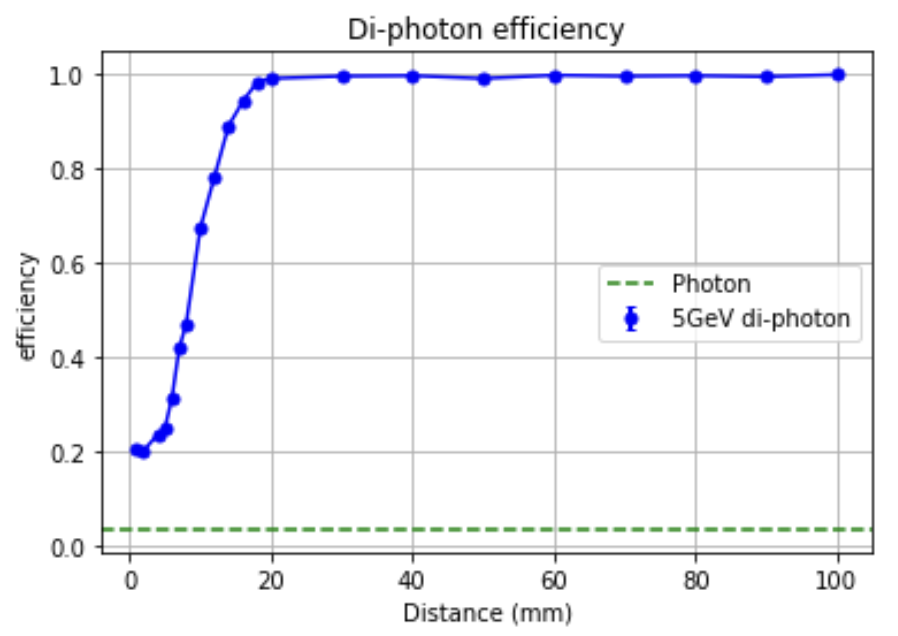 Di-photon efficiency
1.0
0.8
0.6
0.4
0.2
0.0
efficiency
Photon
5GeV di-photon
0 20 40 60 80 100
Distance (mm)